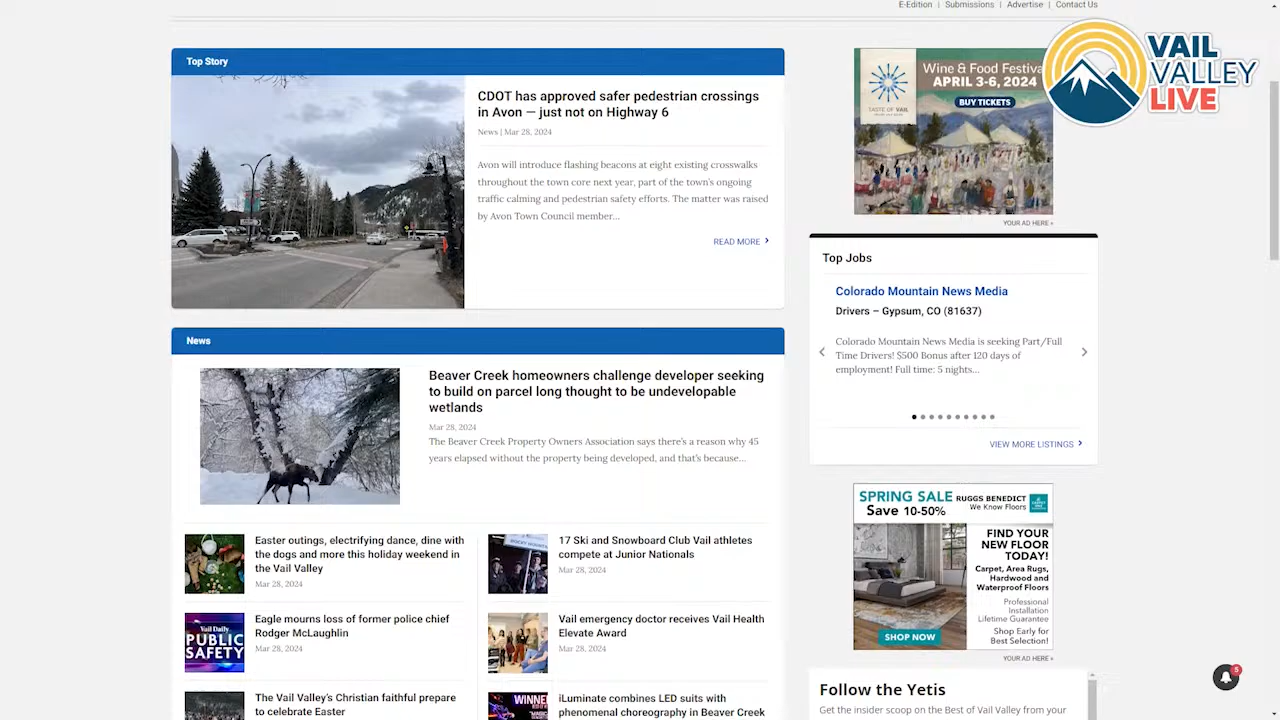 E-Edition | Submissions | Advertise | Contact Us
VAIL
VALLEY
LIVE
Top Story
CDOT has approved safer pedestrian crossings
in Avon — just not on Highway 6
News | Mar 28, 2024
Avon will introduce flashing beacons at eight existing crosswalks
throughout the town core next year, part of the town's ongoing
traffic calming and pedestrian safety efforts. The matter was raised
by Avon Town Council member...
READ MORE
TASTE OF VAIL
Wine & Food Festiva
APRIL 3-6, 2024
BUY TICKETS
YOUR AD HERE »
Top Jobs
Colorado Mountain News Media
Drivers – Gypsum, CO (81637)
Colorado Mountain News Media is seeking Part/Full
Time Drivers! $500 Bonus after 120 days of
employment! Full time: 5 nights...
VIEW MORE LISTINGS
News
Beaver Creek homeowners challenge developer seeking
to build on parcel long thought to be undevelopable
wetlands
Mar 28, 2024
The Beaver Creek Property Owners Association says there's a reason why 45
years elapsed without the property being developed, and that's because...
Easter outings, electrifying dance, dine with
the dogs and more this holiday weekend in
the Vail Valley
Mar 28, 2024
17 Ski and Snowboard Club Vail athletes
compete at Junior Nationals
Mar 28, 2024
Vail Daily
PUBLIC
SAFETY
Eagle mourns loss of former police chief
Rodger McLaughlin
Mar 28, 2024
Vail emergency doctor receives Vail Health
Elevate Award
Mar 28, 2024
The Vail Valley's Christian faithful prepare
to celebrate Easter
WINNER
iLuminate combines LED suits with
phenomenal choreography in Beaver Creek
SPRING SALE
Save 10-50%
RUGGS BENEDICT
We Know Floors
FIND YOUR
NEW FLOOR
TODAY!
Carpet, Area Rugs,
Hardwood and
Waterproof Floors
Professional
Installation
Lifetime Guarantee
Shop Early for
Best Selection!
SHOP NOW
YOUR AD HERE »
Follow the Yetis
Get the insider scoop on the Best of Vail Valley from your
5